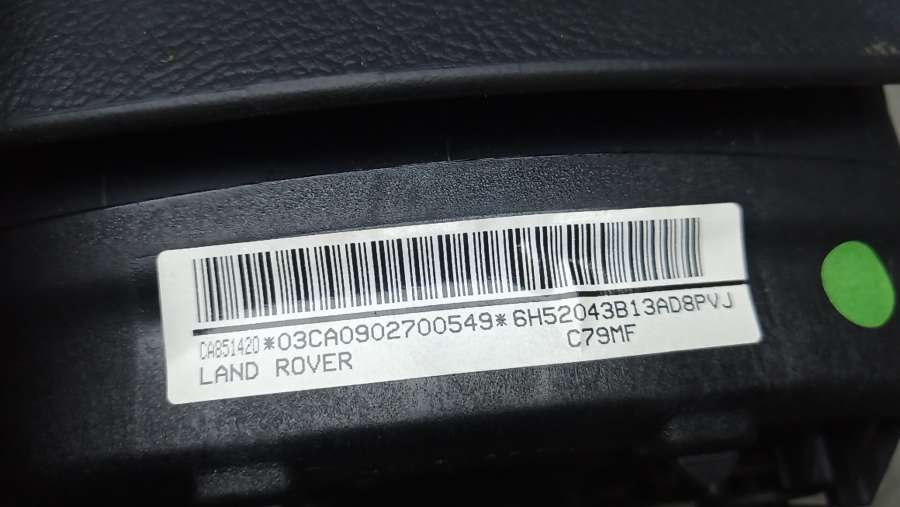 CA851420*03CA0902700549*6H52043B13AD8PVJ
LAND ROVER C79MF